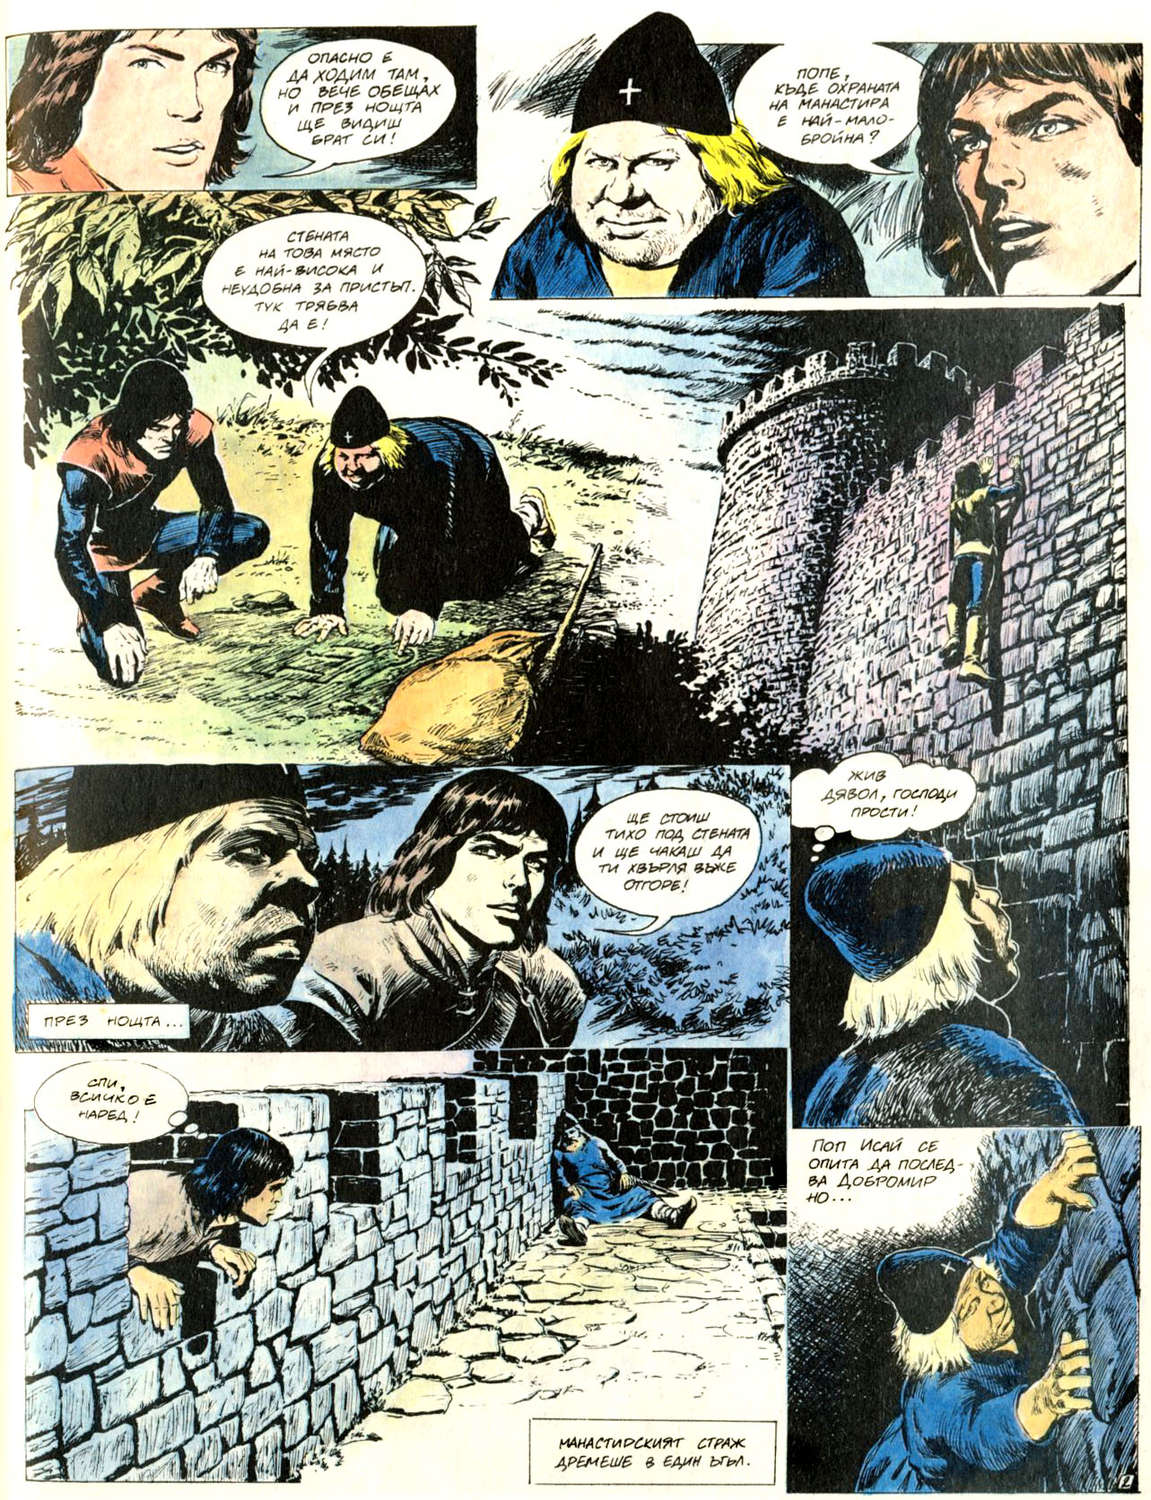 ОПАСНО Е
ДА ХОДИМ ТАМ,
НО ВЕЧЕ ОБЕЩАХ
И ПРЕЗ НОЩТА
ЩЕ ВИДИШ
БРАТ СИ!
ПОПЕ,
КЪДЕ ОХРАНАТА
НА МАНАСТИРА
Е НАЙ-МАЛО-
БРОЙНА?
СТЕНАТА
НА ТОВА МЯСТО
Е НАЙ-ВИСОКА И
НЕУДОБНА ЗА ПРИСТЪП.
ТУК ТРЯБВА
ДА Е!
ЩЕ СТОИШ
ТИХО ПОД СТЕНАТА
И ЩЕ ЧАКАШ ДА
ТИ ХВЪРЛЯ ВЪЖЕ
ОТГОРЕ!
ПРЕЗ НОЩТА...
ЖИВ
ДЯВОЛ, ГОСПОДИ
ПРОСТИ!
СПИ,
ВСИЧКО Е
НАРЕД!
МАНАСТИРСКИЯТ СТРАЖ
ДРЕМЕШЕ В ЕДИН ЪГЪЛ.
ПОП ИСАЙ СЕ
ОПИТА ДА ПОСЛЕД-
ВА ДОБРОМИР
НО...
2